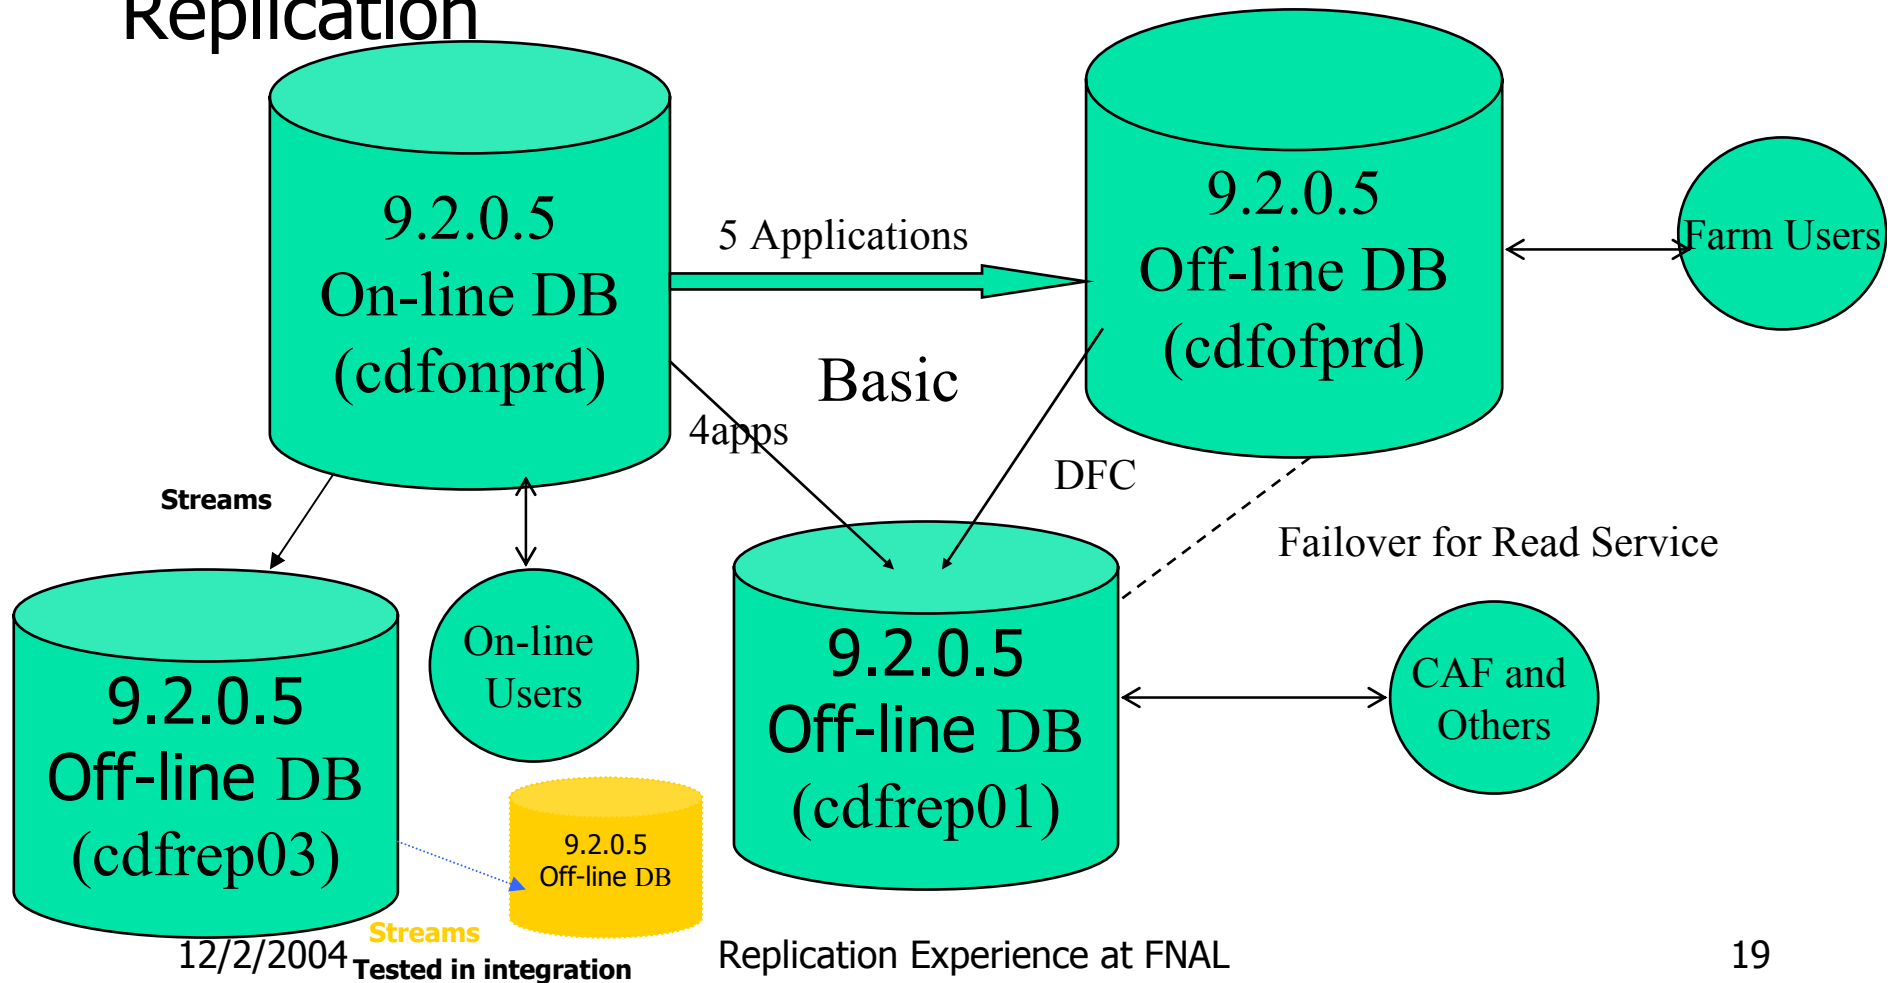 Replication
9.2.0.5
On-line DB
(cdfonprd)
5 Applications
9.2.0.5
Off-line DB
(cdfofprd)
Farm Users
Basic
4apps
DFC
Streams
Failover for Read Service
On-line
Users
9.2.0.5
Off-line DB
(cdfrep01)
CAF and
Others
9.2.0.5
Off-line DB
(cdfrep03)
9.2.0.5
Off-line DB
Streams
Tested in integration
12/2/2004
Replication Experience at FNAL
19